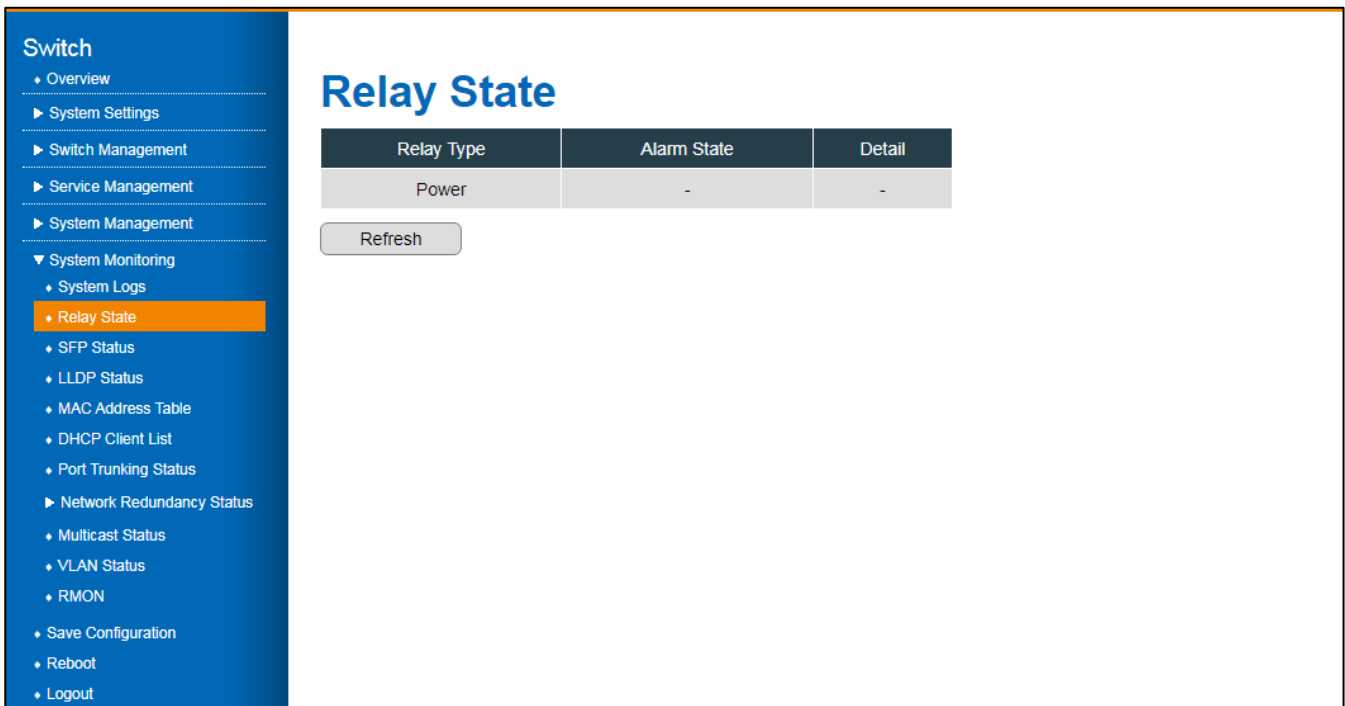 Switch
Overview
System Settings
Switch Management
Service Management
System Management
System Monitoring
System Logs
Relay State
SFP Status
LLDP Status
MAC Address Table
DHCP Client List
Port Trunking Status
Network Redundancy Status
Multicast Status
VLAN Status
RMON
Save Configuration
Reboot
Logout
Relay State
Relay Type Alarm State Detail
Power - -
Refresh